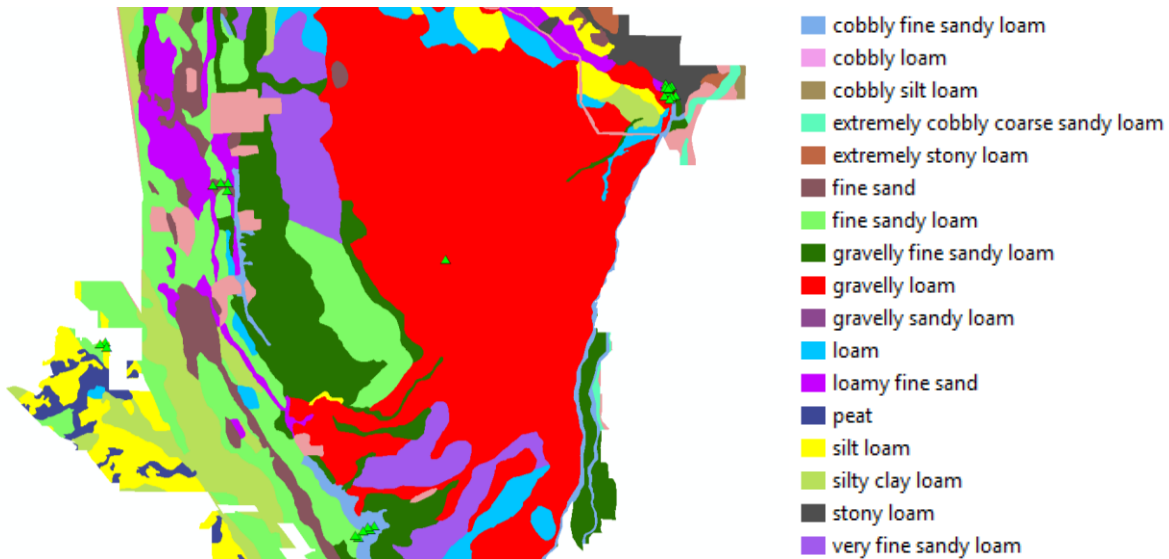 cobbly fine sandy loam
cobbly loam
cobbly silt loam
extremely cobbly coarse sandy loam
extremely stony loam
fine sand
fine sandy loam
gravelly fine sandy loam
gravelly loam
gravelly sandy loam
loam
loamy fine sand
peat
silt loam
silty clay loam
stony loam
very fine sandy loam